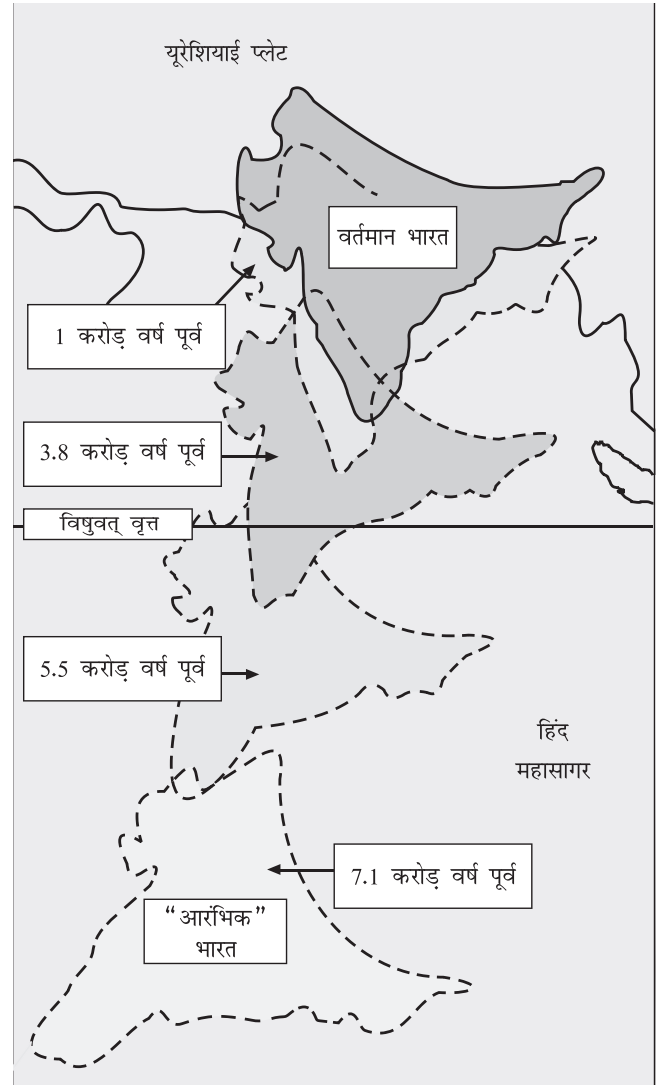 यूरेशियाई प्लेट
वर्तमान भारत
1 करोड़ वर्ष पूर्व
3.8 करोड़ वर्ष पूर्व
विषुवत् वृत्त
5.5 करोड़ वर्ष पूर्व
हिंद
महासागर
7.1 करोड़ वर्ष पूर्व
“आरंभिक”
भारत